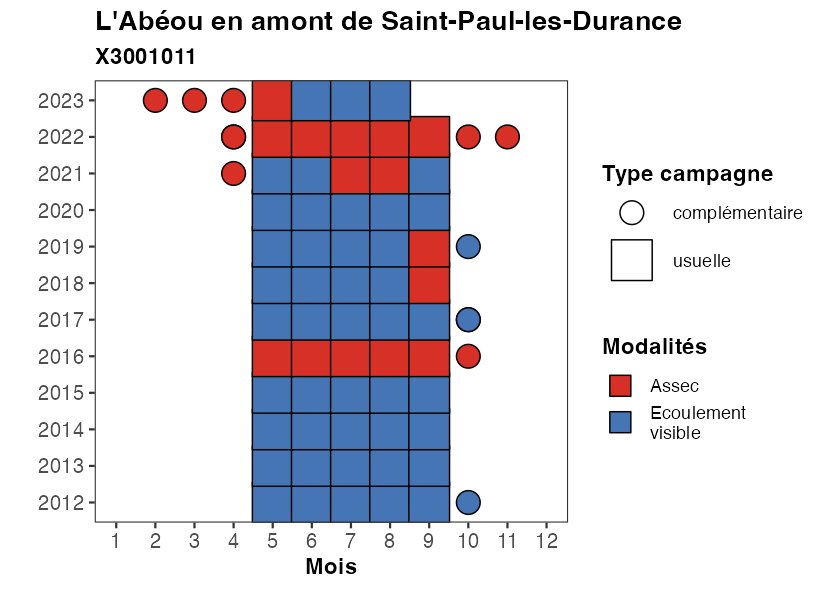 L'Abéou en amont de Saint-Paul-les-Durance
X3001011
2023
2022
2021
2020
2019
2018
2017
2016
2015
2014
2013
2012
1 2 3 4 5 6 7 8 9 10 11 12
Mois
Type campagne
complémentaire
usuelle
Modalités
Assec
Ecoulement
visible